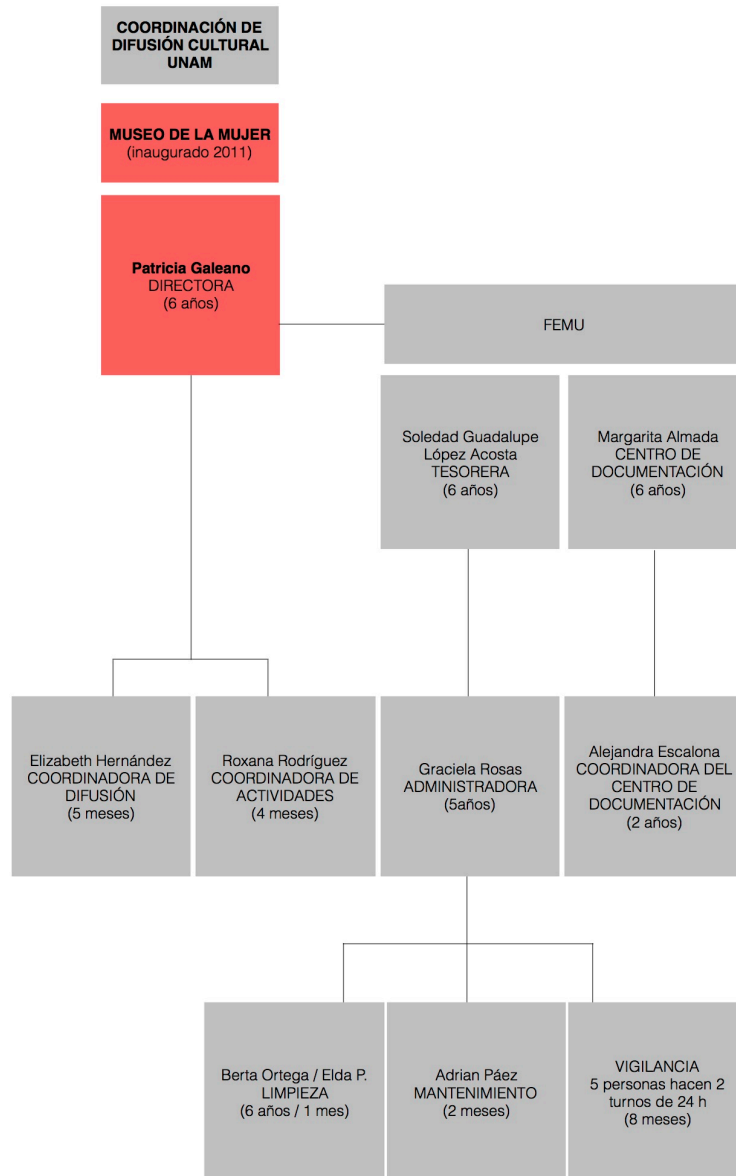 COORDINACIÓN DE
DIFUSIÓN CULTURAL
UNAM
MUSEO DE LA MUJER
(inaugurado 2011)
Patricia Galeano
DIRECTORA
(6 años)
FEMU
Soledad Guadalupe
López Acosta
TESORERA
(6 años)
Margarita Almada
CENTRO DE
DOCUMENTACIÓN
(6 años)
Elizabeth Hernández
COORDINADORA DE
DIFUSIÓN
(5 meses)
Roxana Rodríguez
COORDINADORA DE
ACTIVIDADES
(4 meses)
Graciela Rosas
ADMINISTRADORA
(5años)
Alejandra Escalona
COORDINADORA DEL
CENTRO DE
DOCUMENTACIÓN
(2 años)
Berta Ortega / Elda P.
LIMPIEZA
(6 años / 1 mes)
Adrian Páez
MANTENIMIENTO
(2 meses)
VIGILANCIA
5 personas hacen 2
turnos de 24 h
(8 meses)